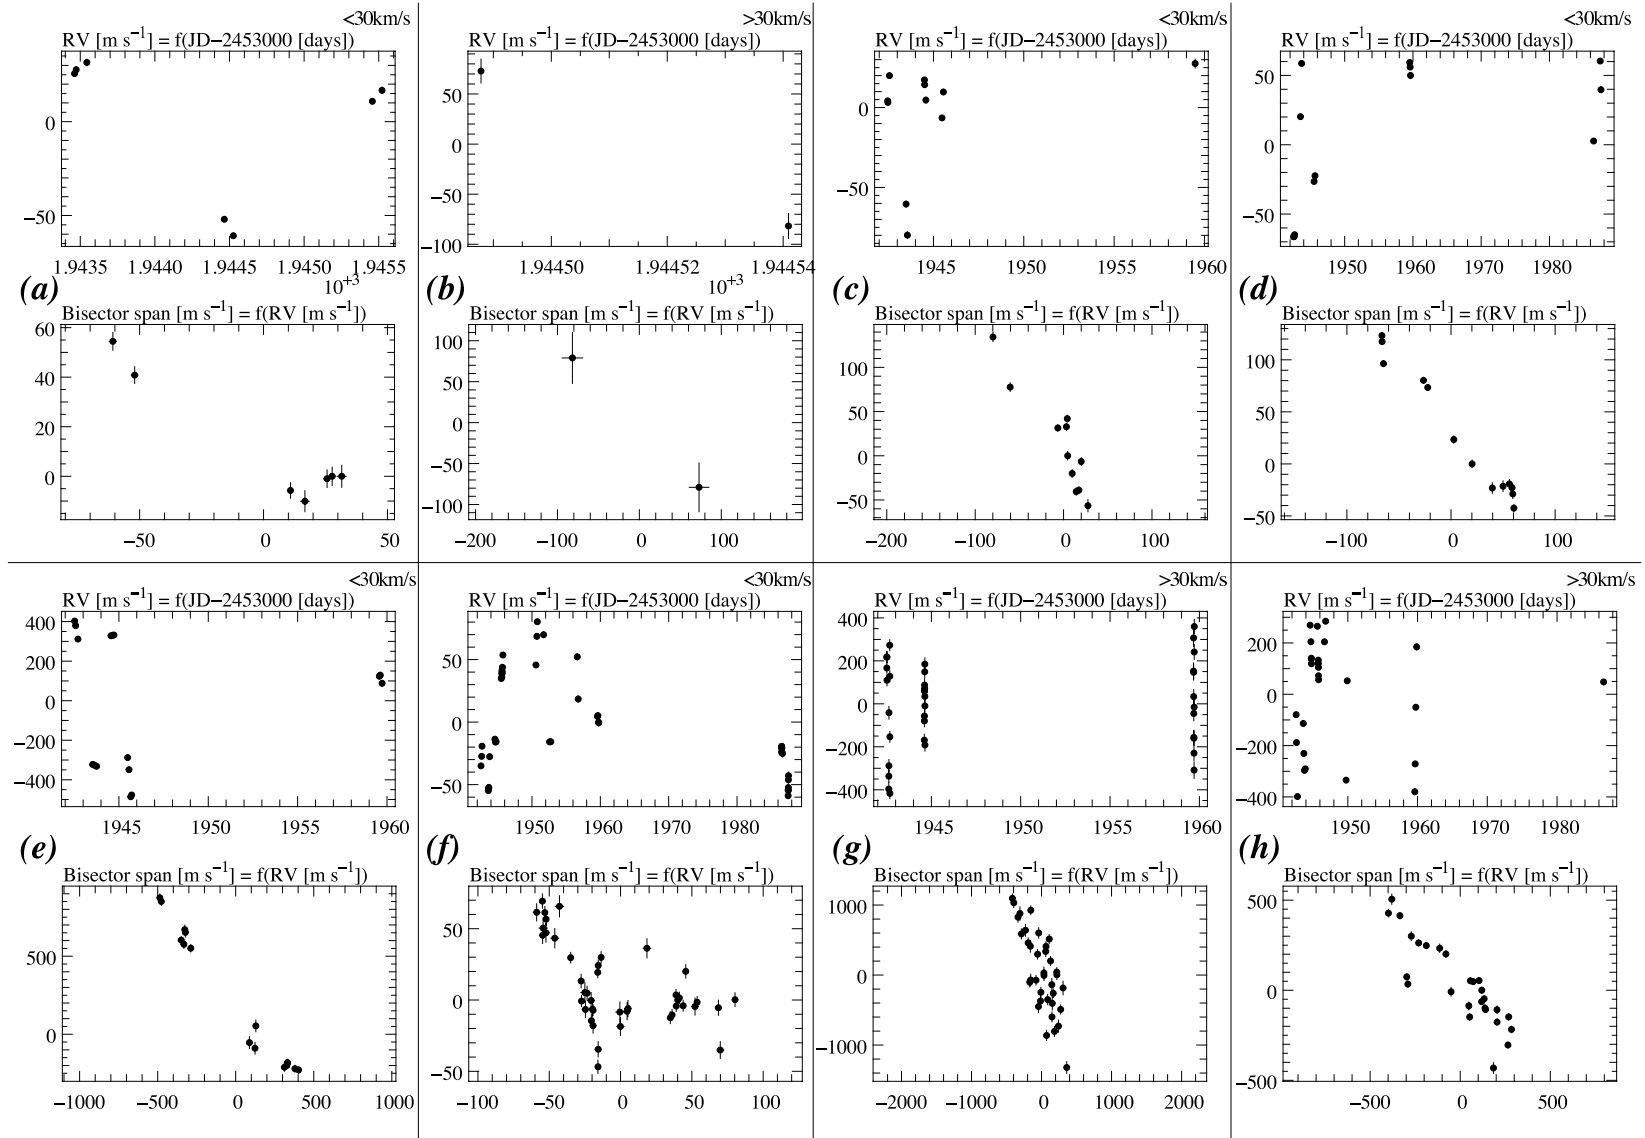 <30km/s
RV [m s⁻¹] = f(JD−2453000 [days])
0
−50
1.9435 1.9440 1.9445 1.9450 1.9455
10⁺³
(a)
Bisector span [m s⁻¹] = f(RV [m s⁻¹])
60
40
20
0
−50 0 50
>30km/s
RV [m s⁻¹] = f(JD−2453000 [days])
50
0
−50
−100
1.94450 1.94452 1.94454
10⁺³
(b)
Bisector span [m s⁻¹] = f(RV [m s⁻¹])
100
50
0
−50
−100
−200 −100 0 100
<30km/s
RV [m s⁻¹] = f(JD−2453000 [days])
0
−50
1945 1950 1955 1960
(c)
Bisector span [m s⁻¹] = f(RV [m s⁻¹])
100
50
0
−50
−200 −100 0 100
<30km/s
RV [m s⁻¹] = f(JD−2453000 [days])
50
0
−50
1950 1960 1970 1980
(d)
Bisector span [m s⁻¹] = f(RV [m s⁻¹])
100
50
0
−50
−100 0 100
<30km/s
RV [m s⁻¹] = f(JD−2453000 [days])
400
200
0
−200
−400
1945 1950 1955 1960
(e)
Bisector span [m s⁻¹] = f(RV [m s⁻¹])
500
0
−1000 −500 0 500 1000
<30km/s
RV [m s⁻¹] = f(JD−2453000 [days])
50
0
−50
1950 1960 1970 1980
(f)
Bisector span [m s⁻¹] = f(RV [m s⁻¹])
50
0
−50
−100 −50 0 50 100
>30km/s
RV [m s⁻¹] = f(JD−2453000 [days])
400
200
0
−200
−400
1945 1950 1955 1960
(g)
Bisector span [m s⁻¹] = f(RV [m s⁻¹])
1000
0
−1000
−2000 −1000 0 1000 2000
>30km/s
RV [m s⁻¹] = f(JD−2453000 [days])
200
0
−200
−400
1950 1960 1970 1980
(h)
Bisector span [m s⁻¹] = f(RV [m s⁻¹])
500
0
−500
−500 0 500